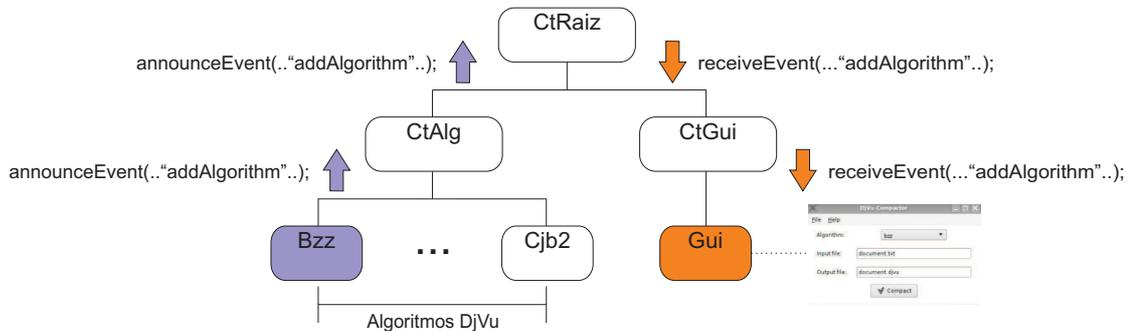 CtRaiz
announceEvent(..“addAlgorithm”..);
receiveEvent(...“addAlgorithm”..);
CtAlg
CtGui
announceEvent(..“addAlgorithm”..);
receiveEvent(...“addAlgorithm”..);
Bzz
...
Cjb2
Gui
DjVu Compactor
File Help
Algorithm: bzz
Input file: document.txt
Output file: document.djvu
Compact
Algoritmos DjVu